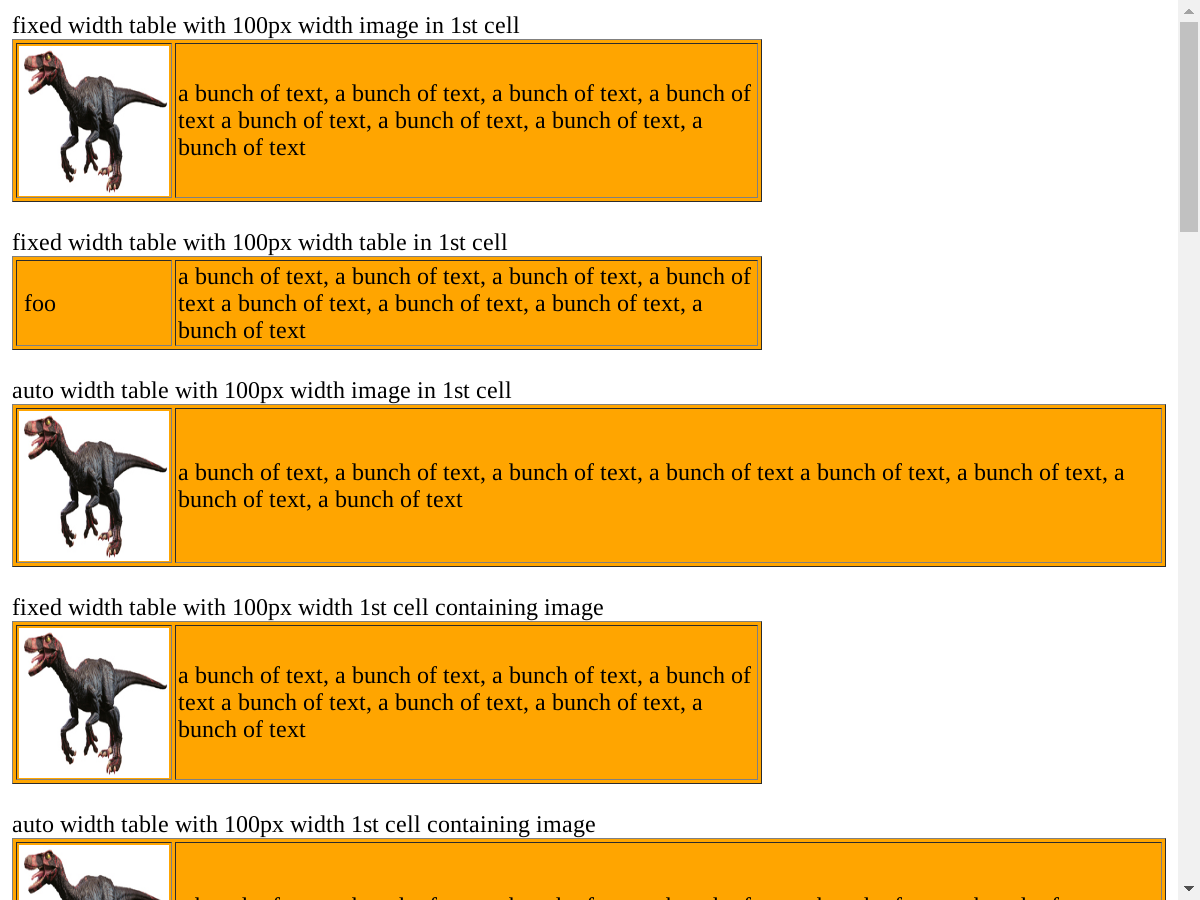 fixed width table with 100px width image in 1st cell
a bunch of text, a bunch of text, a bunch of text, a bunch of
text a bunch of text, a bunch of text, a bunch of text, a
bunch of text
fixed width table with 100px width table in 1st cell
foo
a bunch of text, a bunch of text, a bunch of text, a bunch of
text a bunch of text, a bunch of text, a bunch of text, a
bunch of text
auto width table with 100px width image in 1st cell
a bunch of text, a bunch of text, a bunch of text, a bunch of text a bunch of text, a bunch of text, a
bunch of text, a bunch of text
fixed width table with 100px width 1st cell containing image
a bunch of text, a bunch of text, a bunch of text, a bunch of
text a bunch of text, a bunch of text, a bunch of text, a
bunch of text
auto width table with 100px width 1st cell containing image